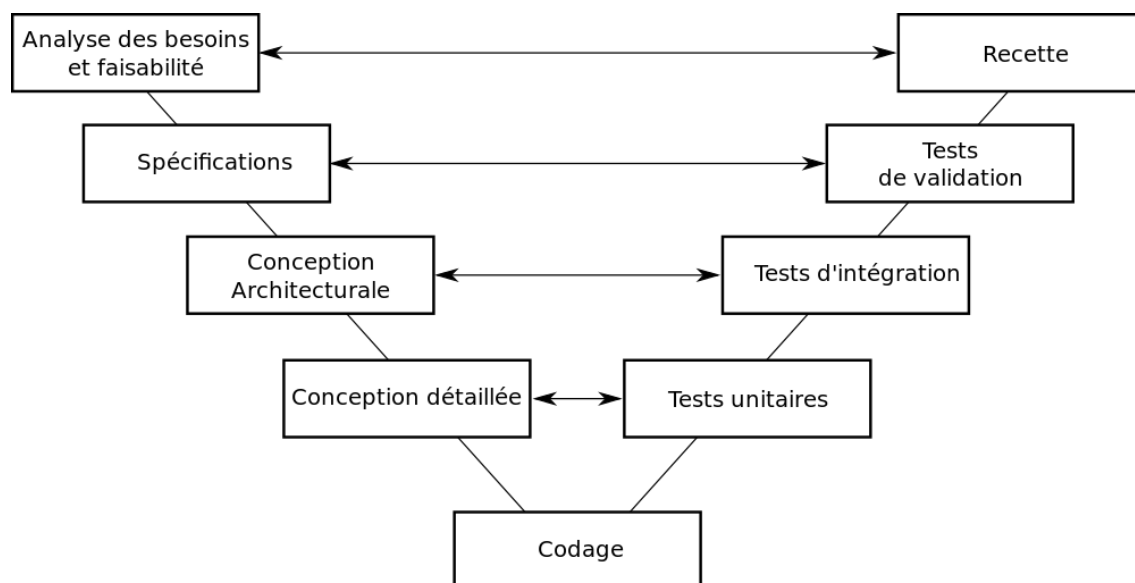 Analyse des besoins
et faisabilité
Recette
Spécifications
Tests
de validation
Conception
Architecturale
Tests d'intégration
Conception détaillée
Tests unitaires
Codage